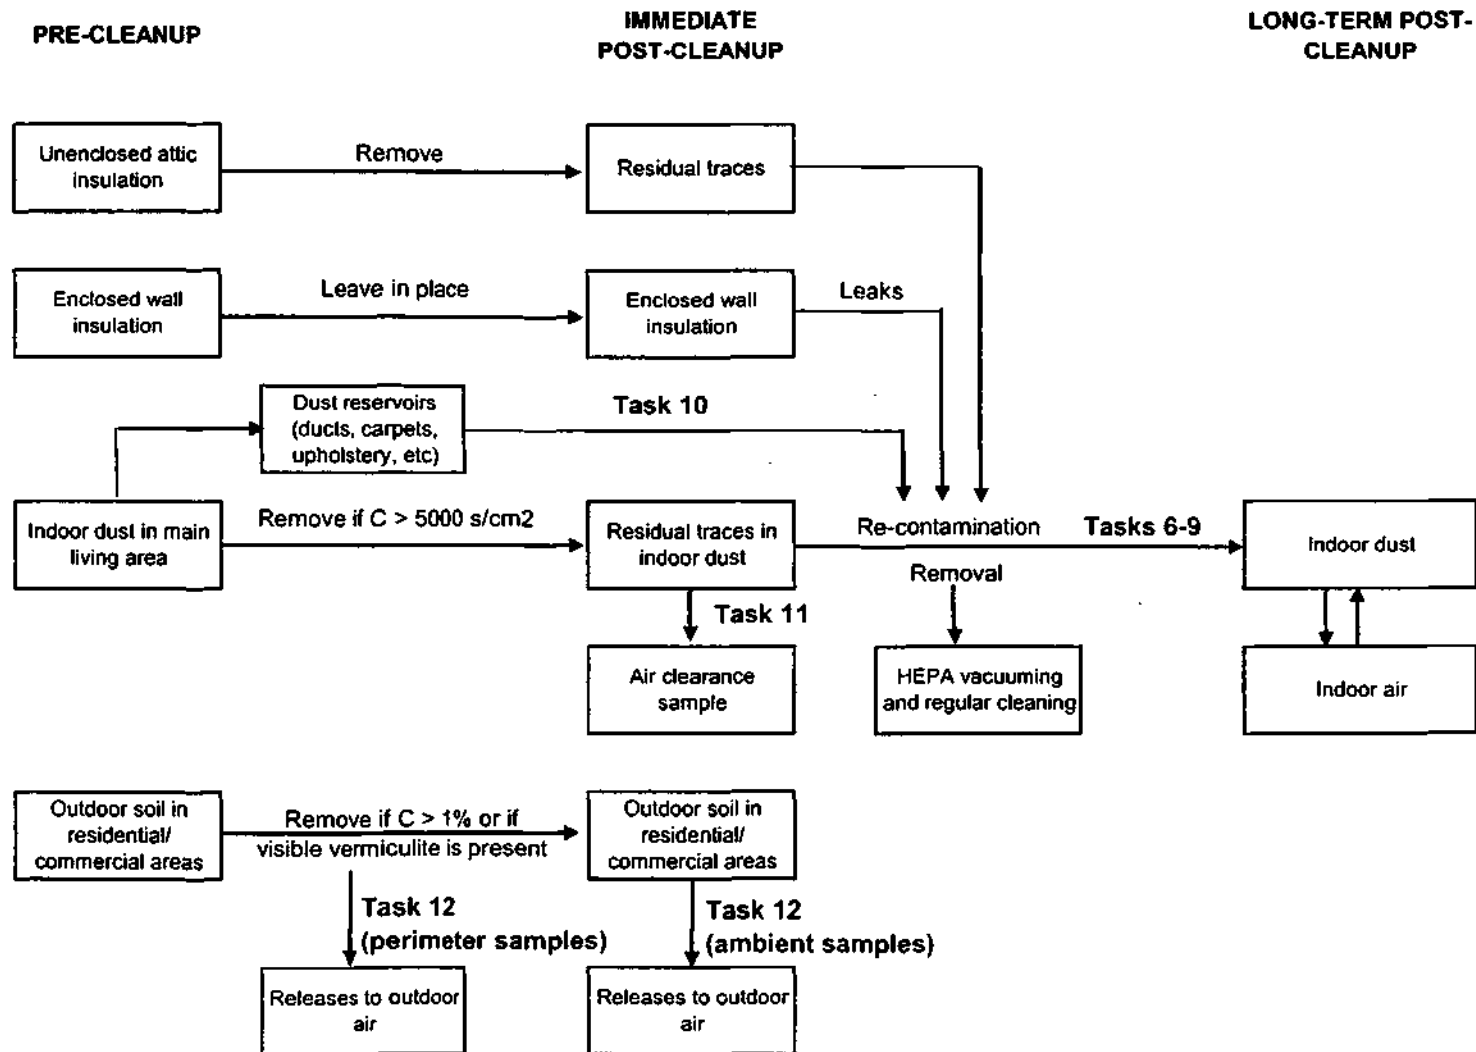 PRE-CLEANUP
IMMEDIATE
POST-CLEANUP
LONG-TERM POST-
CLEANUP
Unenclosed attic
insulation
Remove
Residual traces
Enclosed wall
insulation
Leave in place
Enclosed wall
insulation
Leaks
Dust reservoirs
(ducts, carpets,
upholstery, etc)
Task 10
Indoor dust in main
living area
Remove if C > 5000 s/cm2
Residual traces in
indoor dust
Re-contamination
Tasks 6-9
Removal
Indoor dust
Task 11
Air clearance
sample
HEPA vacuuming
and regular cleaning
Indoor air
Outdoor soil in
residential/
commercial areas
Remove if C > 1% or if
visible vermiculite is present
Outdoor soil in
residential/
commercial areas
Task 12
(perimeter samples)
Task 12
(ambient samples)
Releases to outdoor
air
Releases to outdoor
air